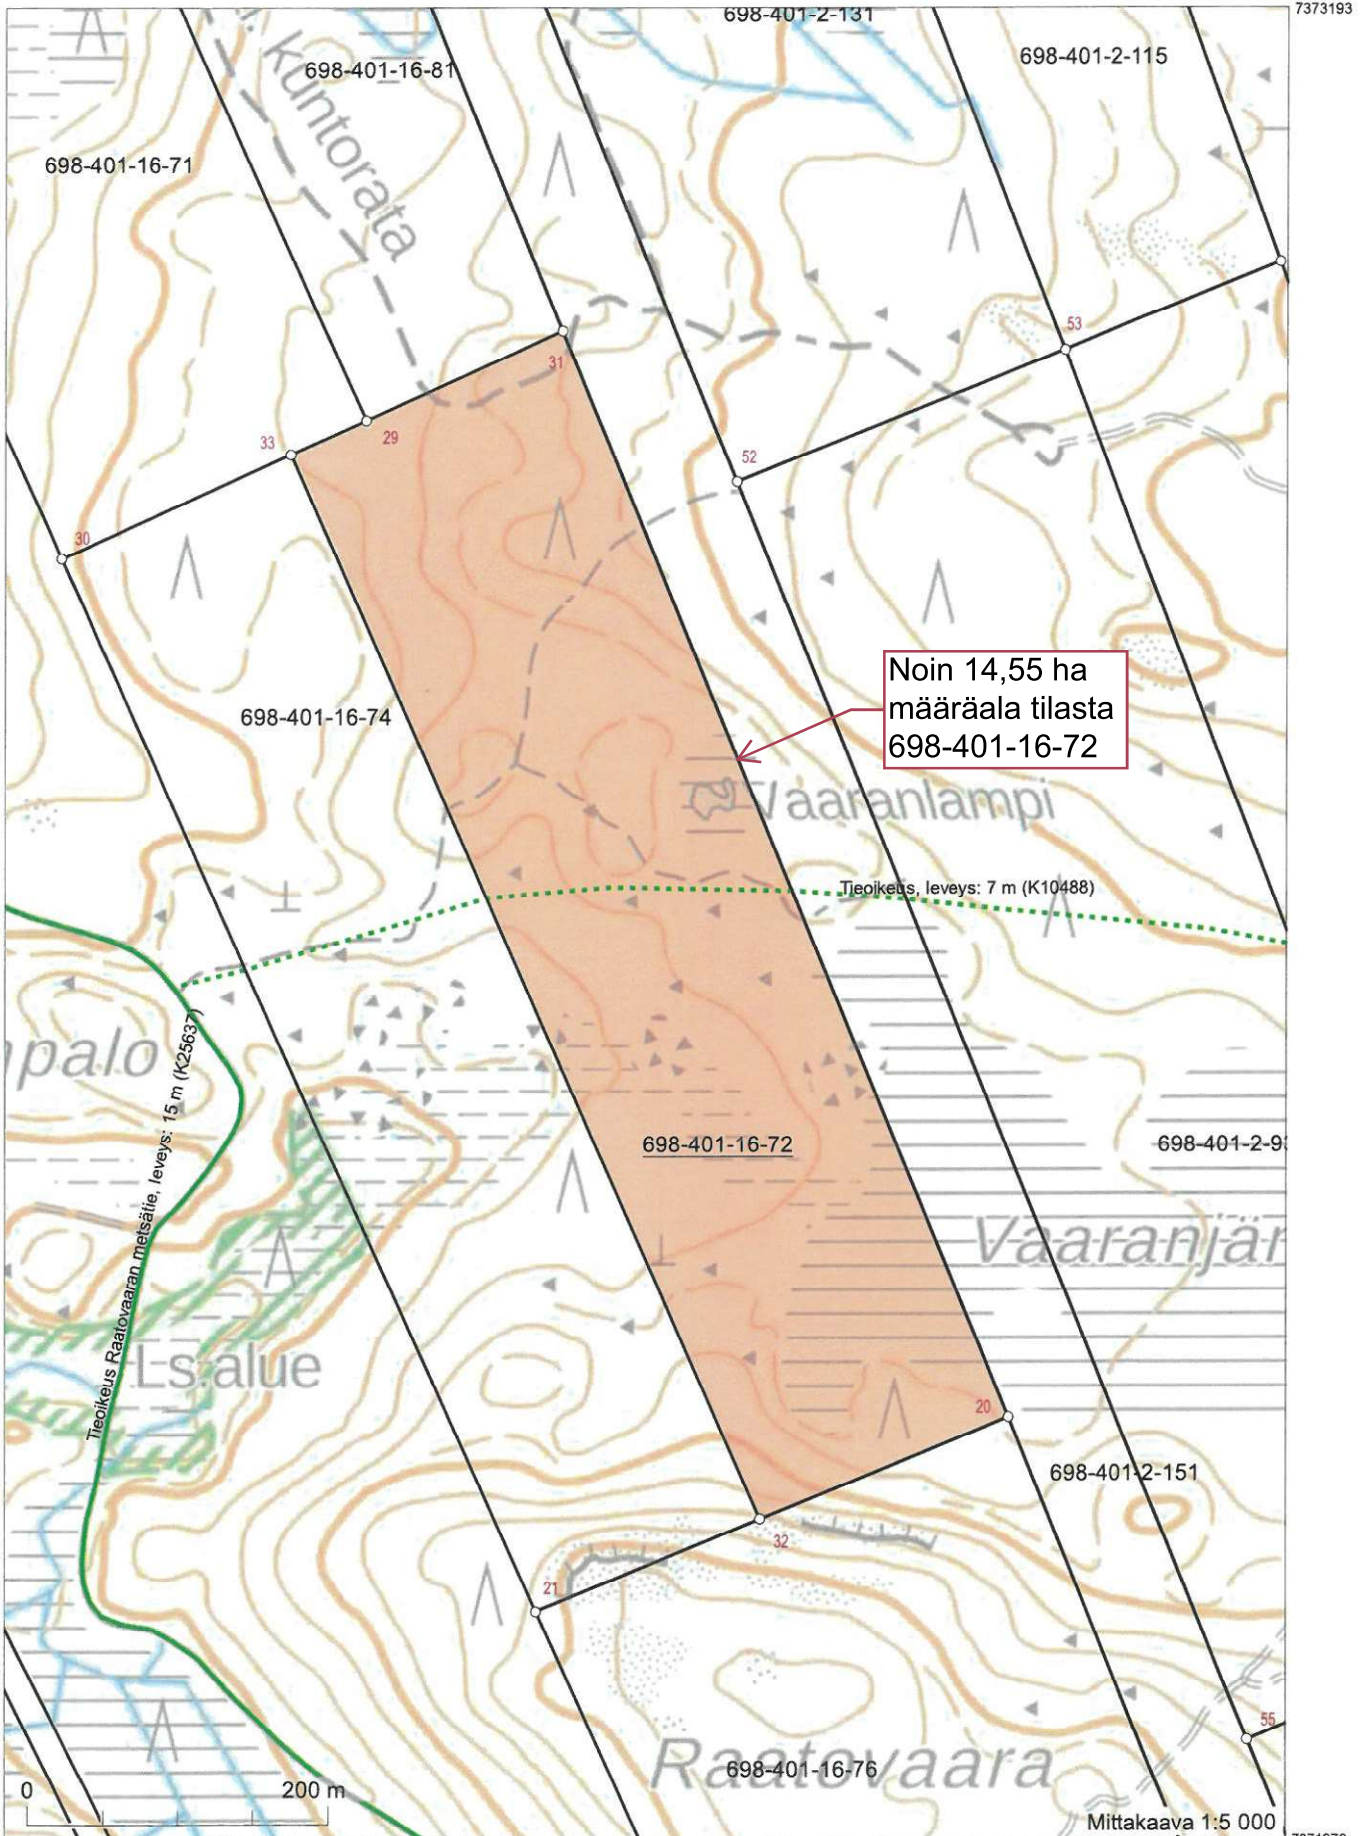 698-401-2-131
7373193
698-401-2-115
698-401-16-81
Kuntorata
698-401-16-71
53
31
33
29
52
30
Noin 14,55 ha
määräala tilasta
698-401-16-72
698-401-16-74
Vaaranlampi
Tieoikeus, leveys: 7 m (K10488)
palo
Tieoikeus Raatovaaran metsätie, leveys: 15 m (K25637)
698-401-16-72
698-401-2-93
Vaaranjär
Ls.alue
20
698-401-2-151
32
21
55
Raatovaara
698-401-16-76
0 200 m
Mittakaava 1:5 000